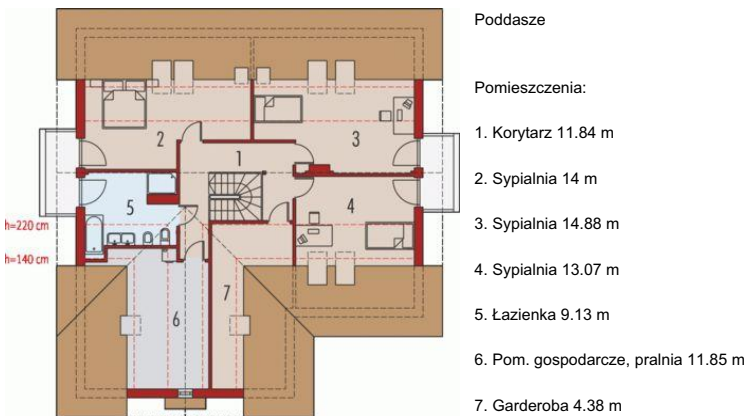 Poddasze
Pomieszczenia:
1. Korytarz 11.84 m
2. Sypialnia 14 m
3. Sypialnia 14.88 m
4. Sypialnia 13.07 m
5. Łazienka 9.13 m
6. Pom. gospodarcze, pralnia 11.85 m
7. Garderoba 4.38 m
2
1
3
5
4
h=220 cm
h=140 cm
6
7